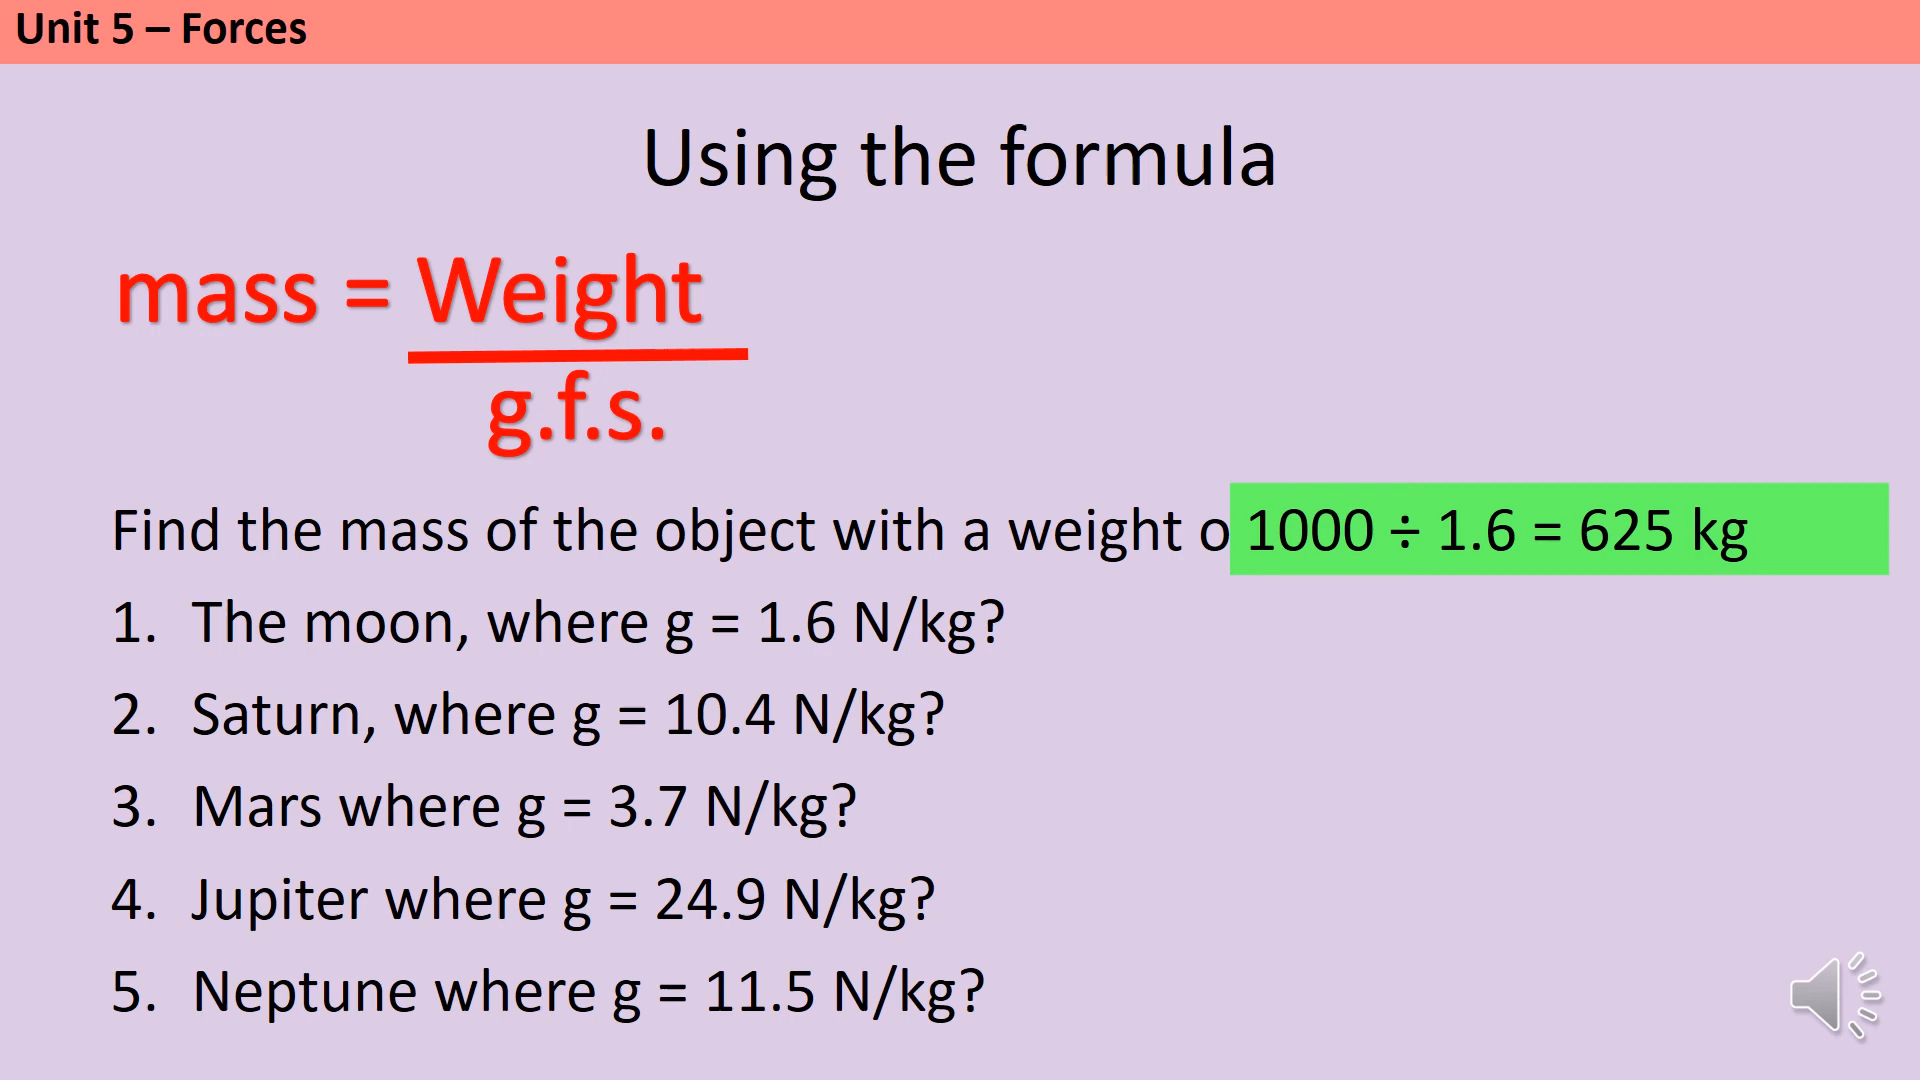 Unit 5 – Forces
Using the formula
mass = Weight
g.f.s.
Find the mass of the object with a weight o 1000 ÷ 1.6 = 625 kg
1. The moon, where g = 1.6 N/kg?
2. Saturn, where g = 10.4 N/kg?
3. Mars where g = 3.7 N/kg?
4. Jupiter where g = 24.9 N/kg?
5. Neptune where g = 11.5 N/kg?